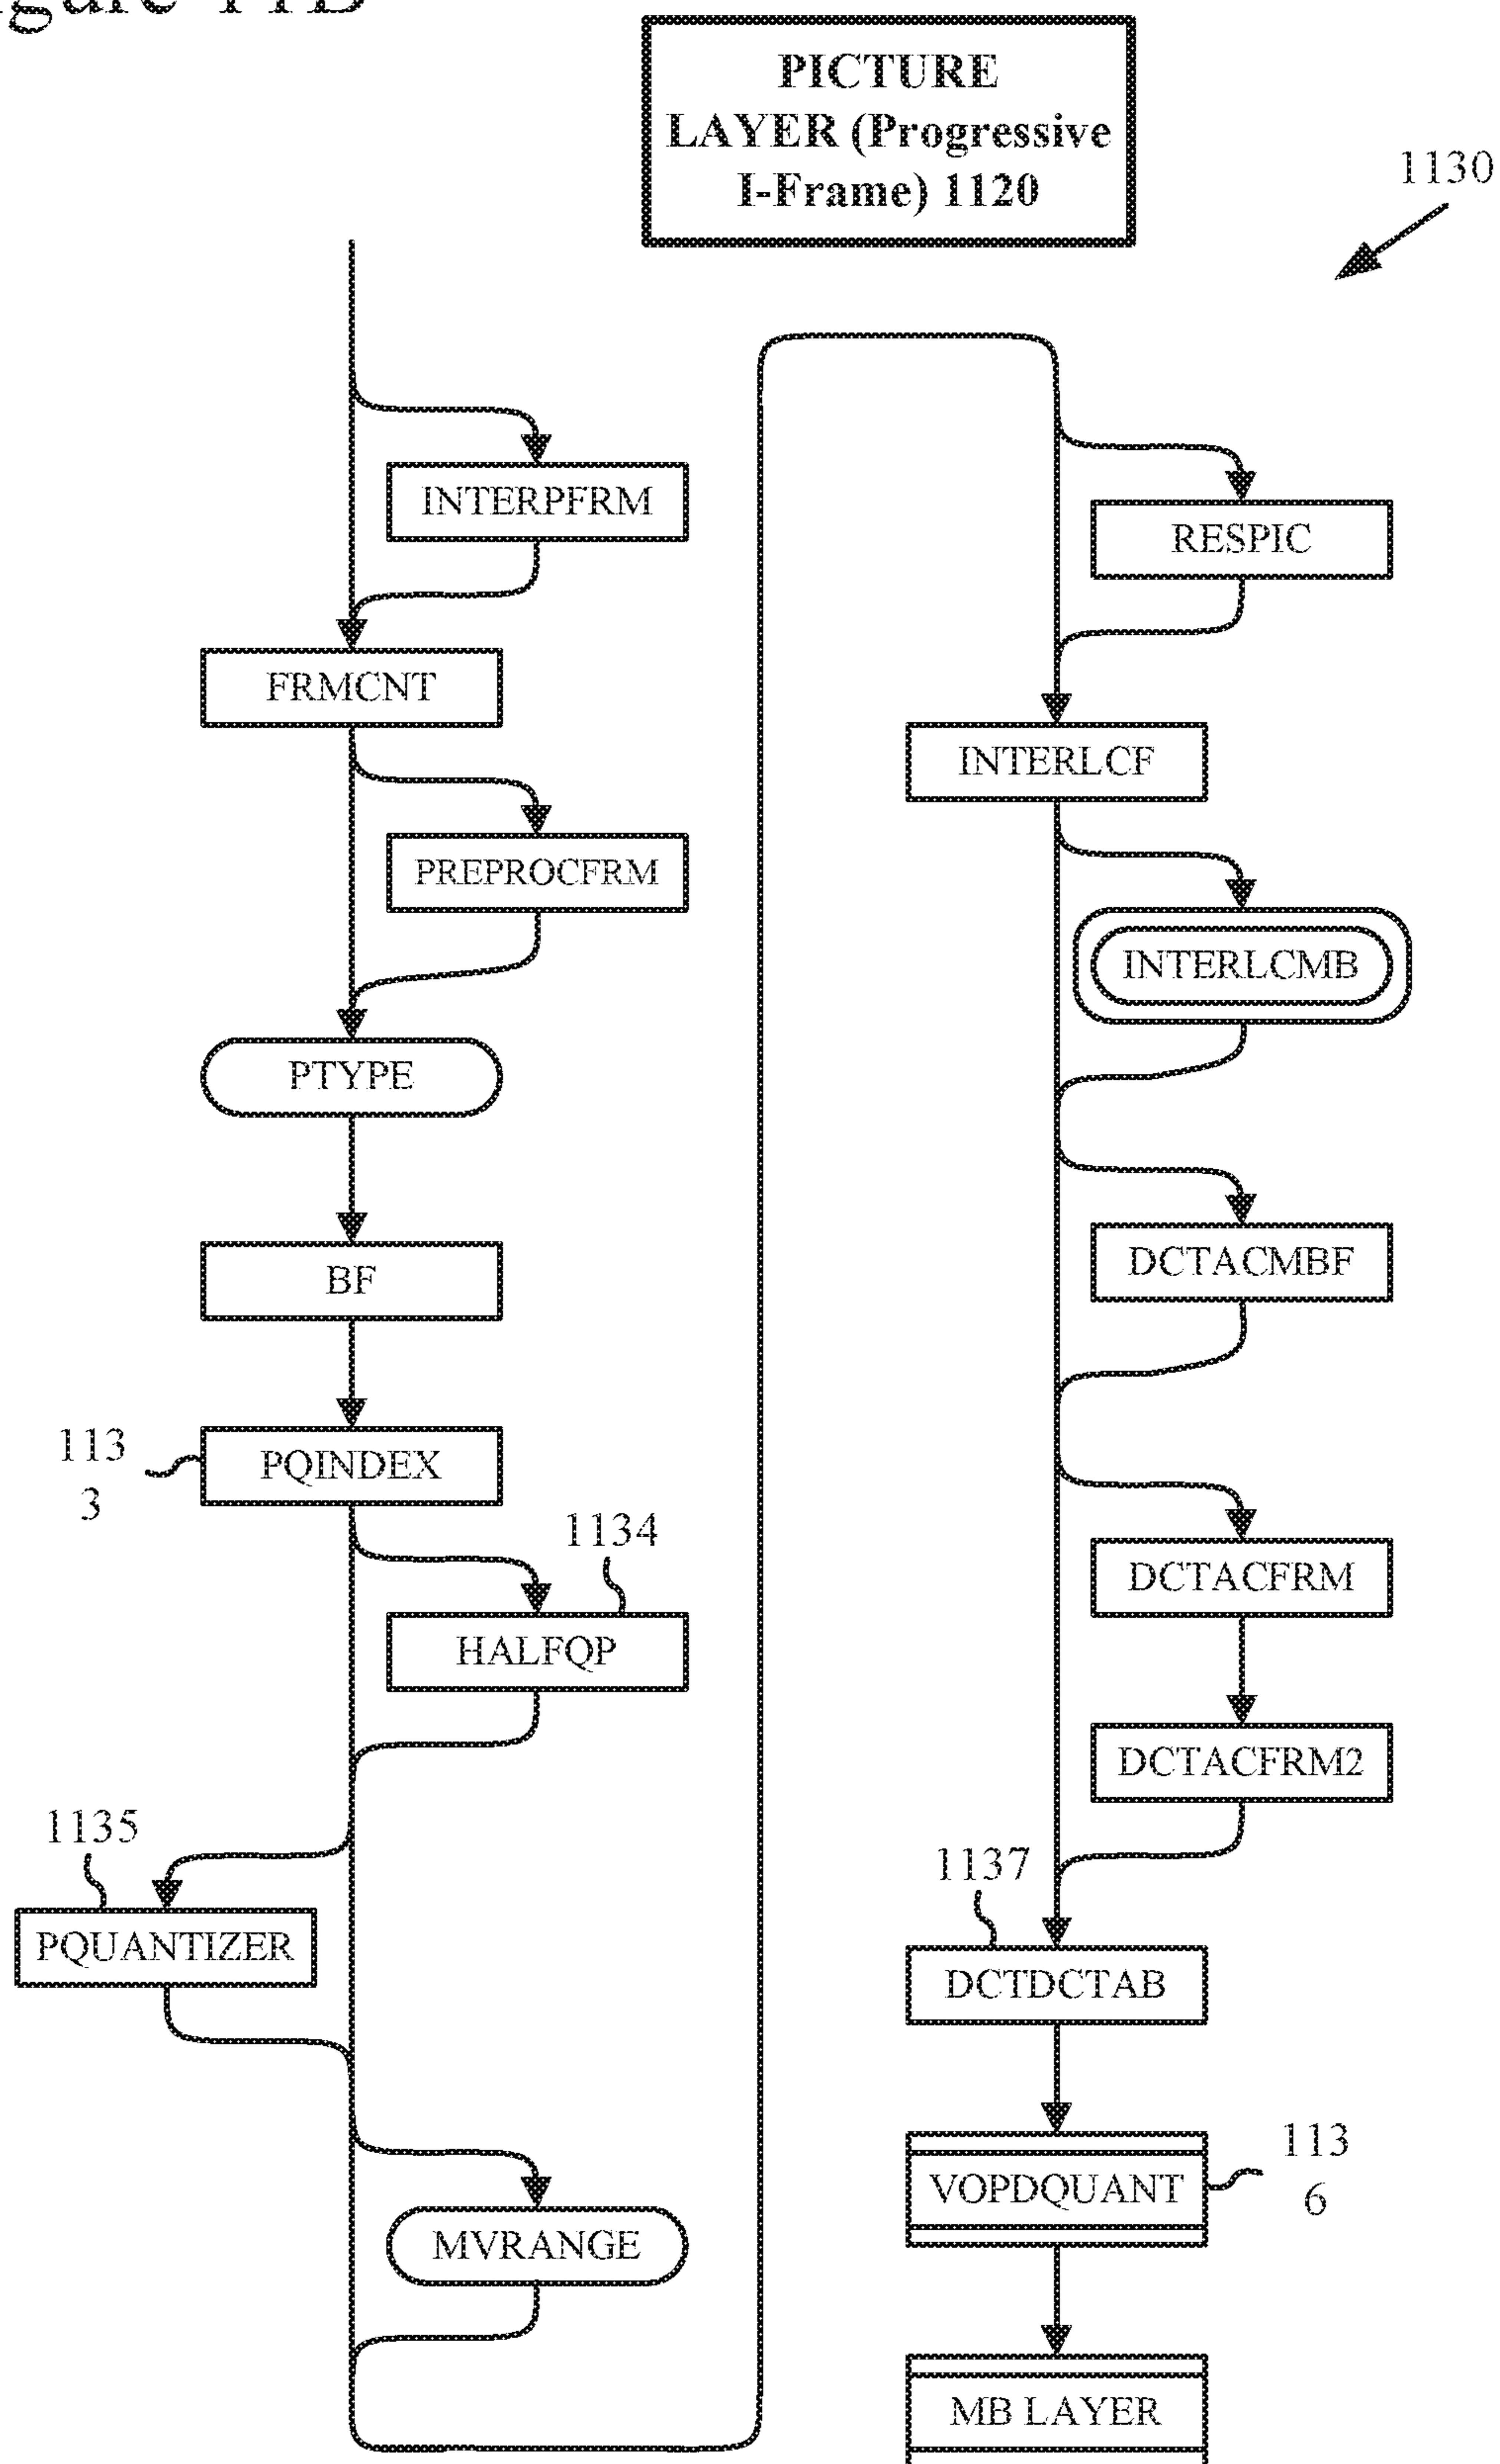 PICTURE
LAYER (Progressive
I-Frame) 1120
1130
INTERPFRM
FRMCNT
PREPROCFRM
PTYPE
BF
113
3
PQINDEX
1134
HALFQP
1135
PQUANTIZER
MVRANGE
RESPIC
INTERLCF
INTERLCMB
DCTACMBF
DCTACFRM
DCTACFRM2
1137
DCTDCTAB
VOPDQUANT
113
6
MB LAYER